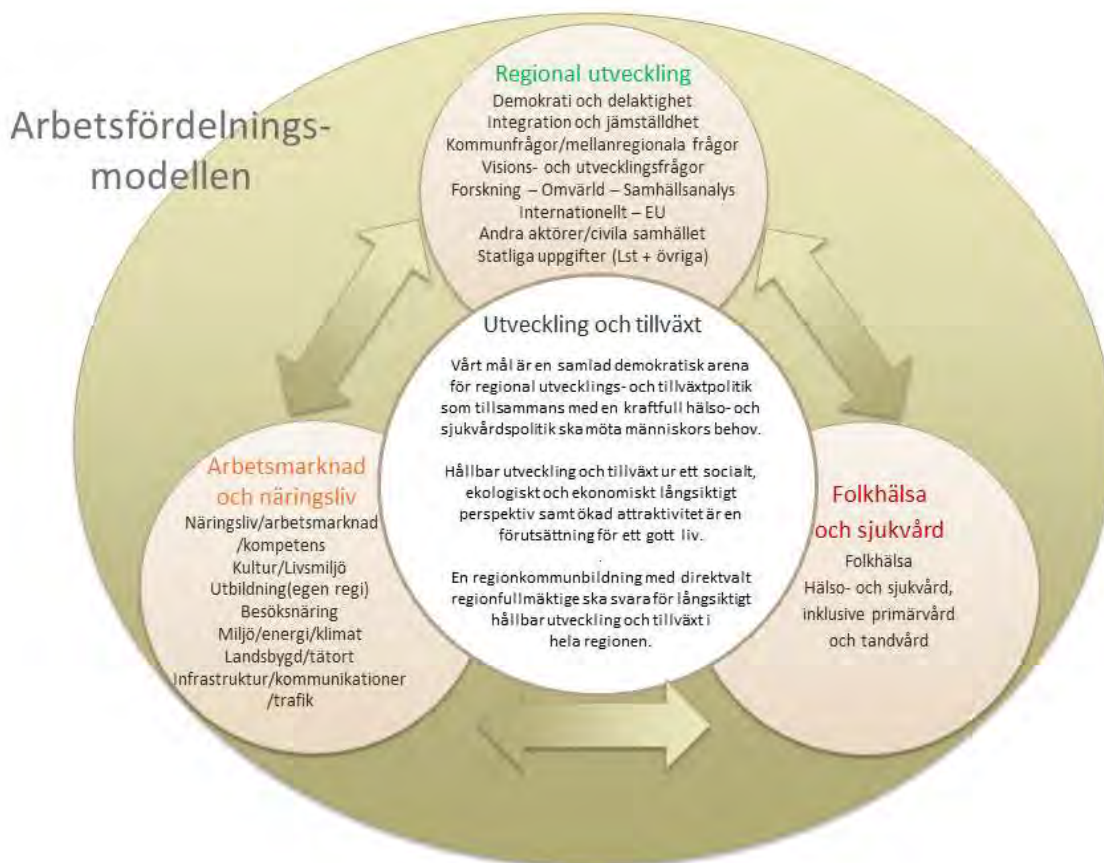 Arbetsfördelnings-
modellen
Regional utveckling
Demokrati och delaktighet
Integration och jämställdhet
Kommunfrågor/mellanregionala frågor
Visions- och utvecklingsfrågor
Forskning – Omvärld – Samhällsanalys
Internationellt – EU
Andra aktörer/civila samhället
Statliga uppgifter (Lst + övriga)
Utveckling och tillväxt
Vårt mål är en samlad demokratisk arena
för regional utvecklings- och tillväxtpolitik
som tillsammans med en kraftfull hälso- och
sjukvårdspolitik ska möta människors behov.
Hållbar utveckling och tillväxt ur ett socialt,
ekologiskt och ekonomiskt långsiktigt
perspektiv samt ökad attraktivitet är en
förutsättning för ett gott liv.
.
En regionkommunbildning med direktvalt
regionfullmäktige ska svara för långsiktigt
hållbar utveckling och tillväxt i
hela regionen.
Arbetsmarknad
och näringsliv
Näringsliv/arbetsmarknad
/kompetens
Kultur/Livsmiljö
Utbildning(egen regi)
Besöksnäring
Miljö/energi/klimat
Landsbygd/tätort
Infrastruktur/kommunikationer
/trafik
Folkhälsa
och sjukvård
Folkhälsa
Hälso- och sjukvård,
inklusive primärvård
och tandvård